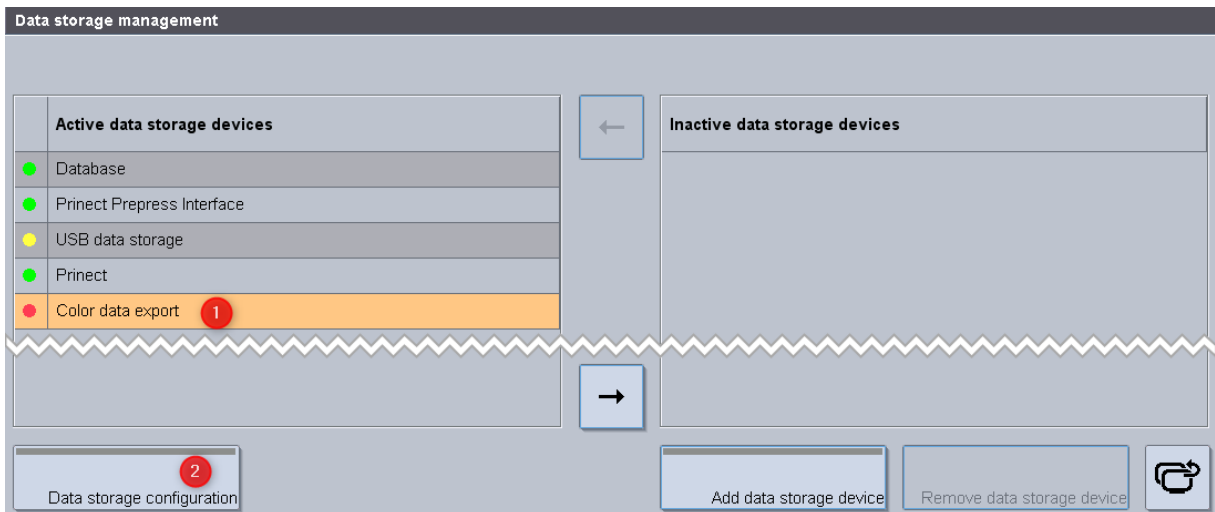 Data storage management
Active data storage devices
Inactive data storage devices
Database
Prinect Prepress Interface
USB data storage
Prinect
Color data export 1
2
Data storage configuration
Add data storage device
Remove data storage device